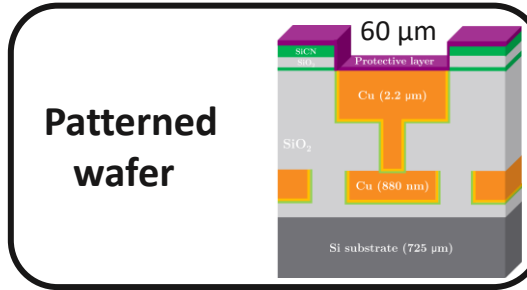 60 μm
SiCN
SiO₂
Protective layer
Cu (2.2 μm)
Patterned
wafer
SiO₂
Cu (880 nm)
Si substrate (725 μm)